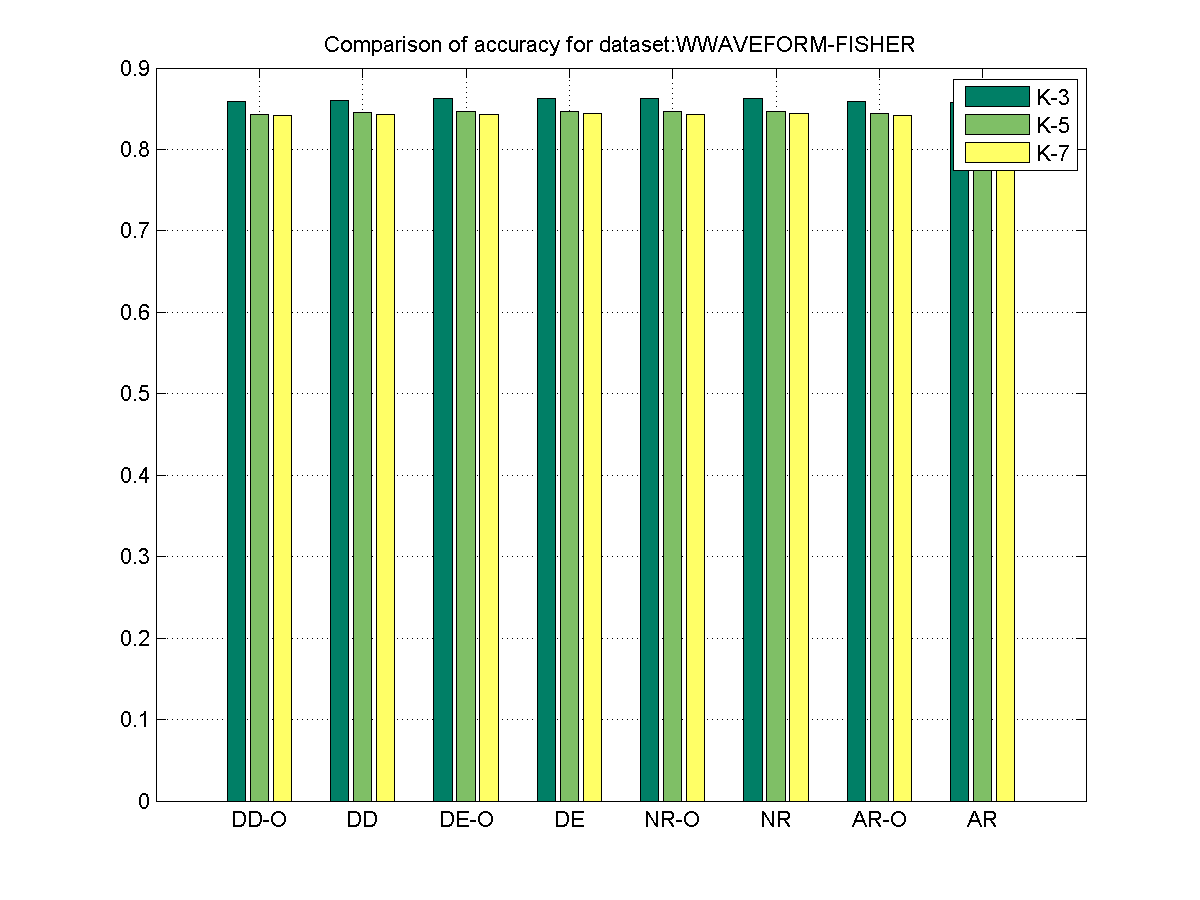 Comparison of accuracy for dataset:WWAVEFORM-FISHER
0.9
0.8
0.7
0.6
0.5
0.4
0.3
0.2
0.1
0
K-3
K-5
K-7
DD-O DD DE-O DE NR-O NR AR-O AR